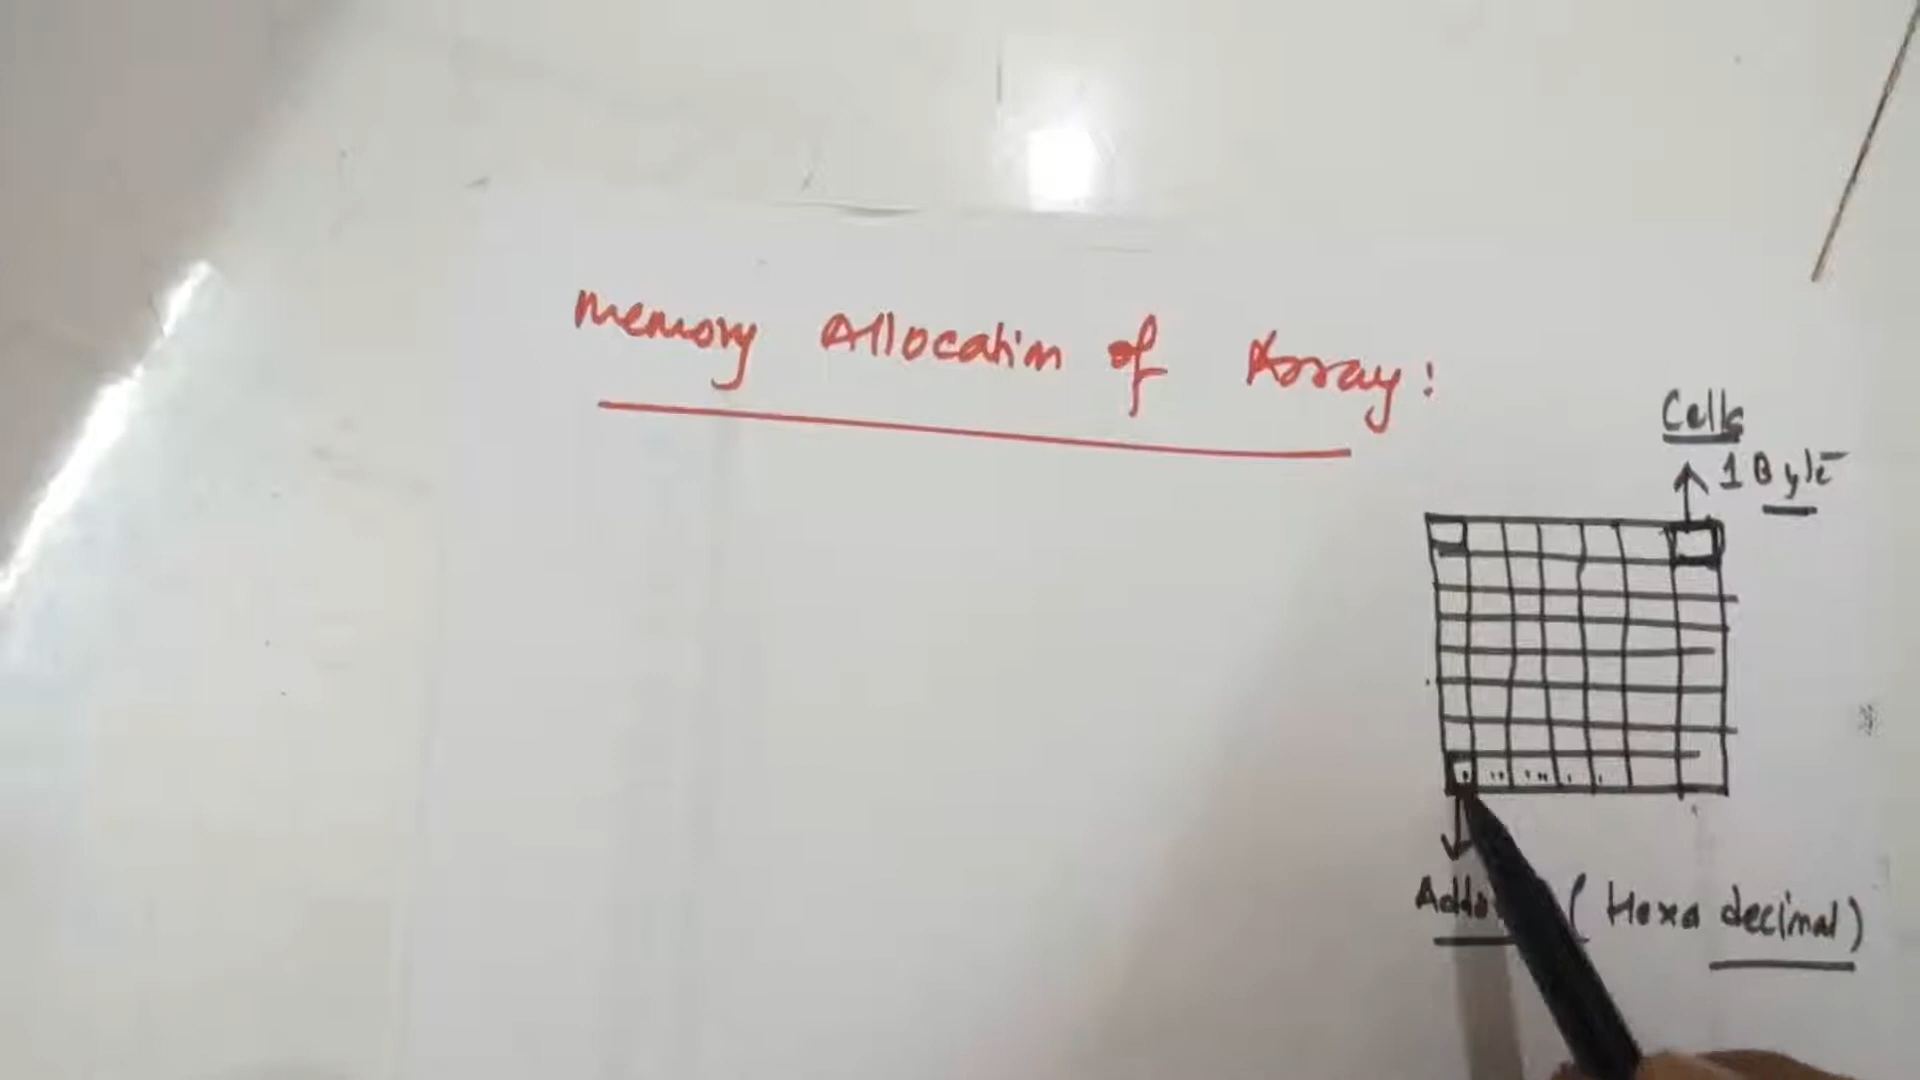 Memory Allocation of Array:
Cells
1 Byte
(Hexa decimal)